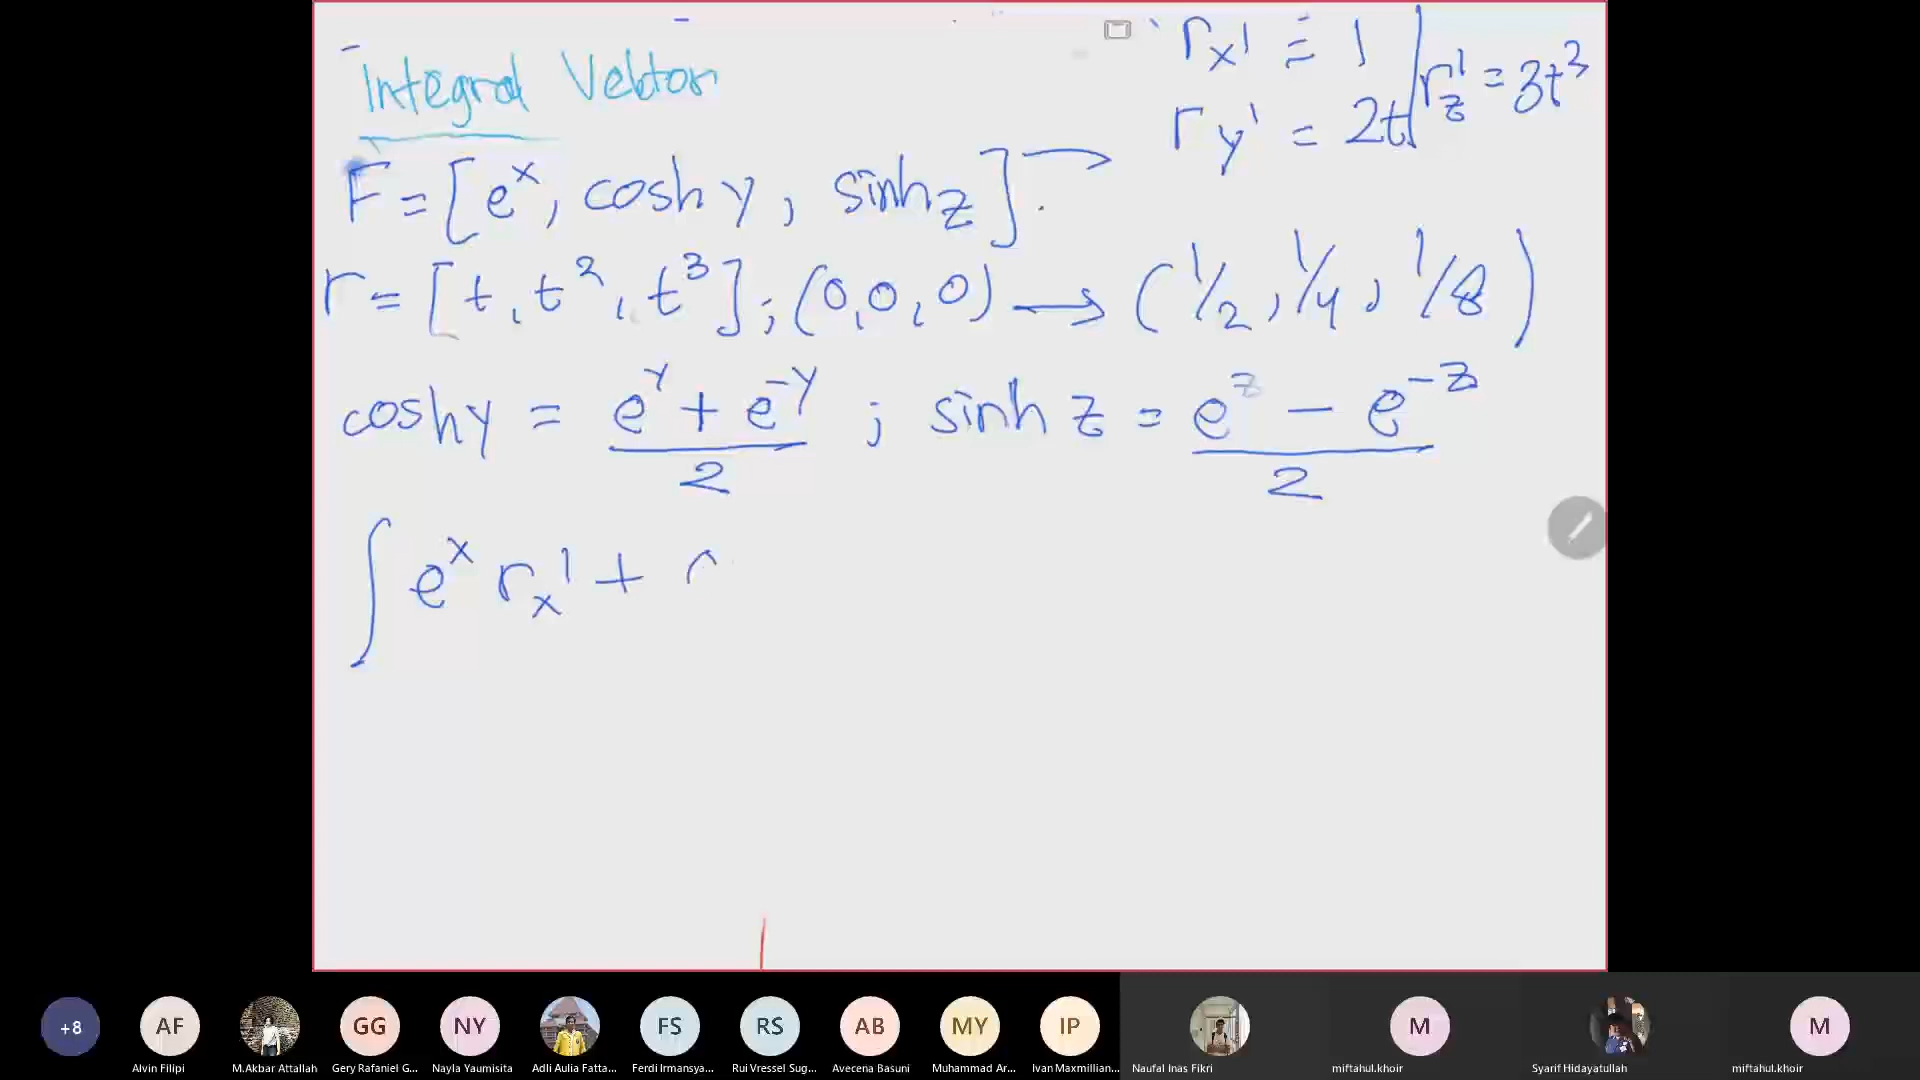 Integral Vektor
rx' = 1
ry' = 2t
rz' = 3t³
F = [eˣ, cosh y, sinh z]
r = [t, t², t³]; (0,0,0) → (1/2, 1/4, 1/8)
cosh y = (eʸ + e⁻ʸ)/2 ; sinh z = (eᶻ − e⁻ᶻ)/2
∫ eˣ rx' +
+8
AF
GG
NY
FS
RS
AB
MY
IP
M
M
Alvin Filipi
M.Akbar Attallah
Gery Rafaniel G...
Nayla Yaumisita
Adli Aulia Fatta...
Ferdi Irmansya...
Rui Vressel Sug...
Avecena Basuni
Muhammad Ar...
Ivan Maxmillian...
Naufal Inas Fikri
miftahul.khoir
Syarif Hidayatullah
miftahul.khoir